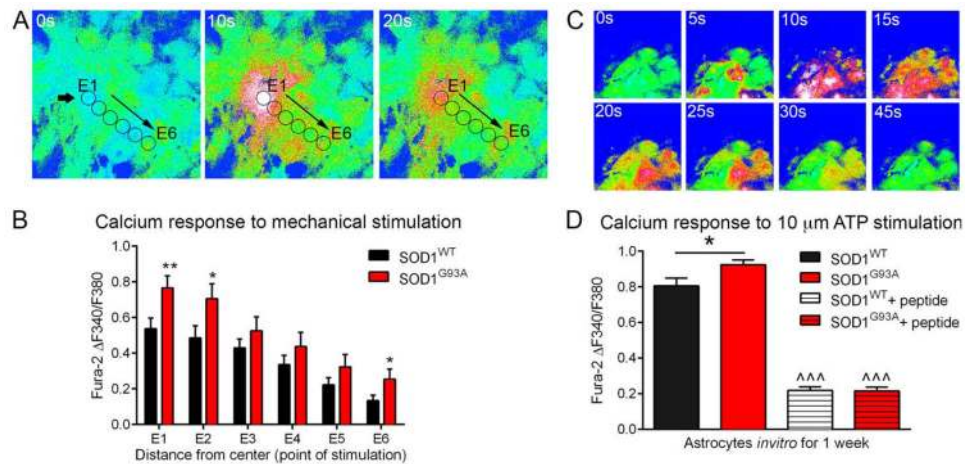 A
0s
10s
20s
E1
E6
E1
E6
E1
E6
B
Calcium response to mechanical stimulation
SOD1WT
SOD1G93A
Fura-2 ΔF340/F380
1.0
0.8
0.6
0.4
0.2
0.0
**
*
*
E1 E2 E3 E4 E5 E6
Distance from center (point of stimulation)
C
0s 5s 10s 15s
20s 25s 30s 45s
D
Calcium response to 10 μm ATP stimulation
SOD1WT
SOD1G93A
SOD1WT + peptide
SOD1G93A + peptide
Fura-2 ΔF340/F380
1.0
0.8
0.6
0.4
0.2
0.0
*
^^^ ^^^
Astrocytes invitro for 1 week